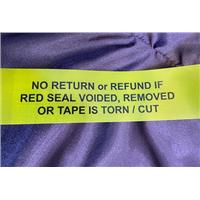 NO RETURN or REFUND IF
RED SEAL VOIDED, REMOVED
OR TAPE IS TORN / CUT